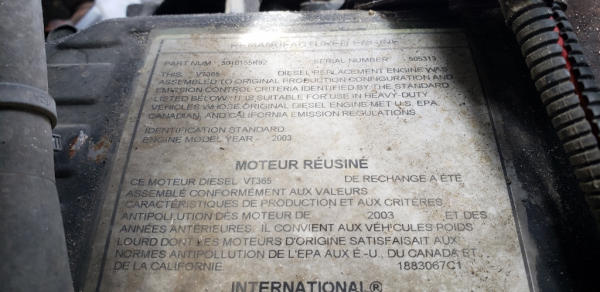 REMANUFACTURED ENGINE
PART NUM SERIAL NUMBER 505313
THIS VT365 DIESEL REPLACEMENT ENGINE WAS
ASSEMBLED TO ORIGINAL PRODUCTION CONFIGURATION AND
EMISSION CONTROL CRITERIA IDENTIFIED BY THE STANDARD
LISTED BELOW. IT IS SUITABLE FOR USE IN HEAVY-DUTY
VEHICLES WHOSE ORIGINAL DIESEL ENGINE MET U.S. EPA,
CANADIAN, AND CALIFORNIA EMISSION REGULATIONS.
IDENTIFICATION STANDARD
ENGINE MODEL YEAR - 2003
MOTEUR RÉUSINÉ
CE MOTEUR DIESEL VT365 DE RECHANGE A ÉTÉ
ASSEMBLÉ CONFORMÉMENT AUX VALEURS
CARACTÉRISTIQUES DE PRODUCTION ET AUX CRITÈRES
ANTIPOLLUTION DES MOTEUR DE 2003 ET DES
ANNÉES ANTÉRIEURES. IL CONVIENT AUX VÉHICULES POIDS
LOURD DONT LES MOTEURS D'ORIGINE SATISFAISAIT AUX
NORMES ANTIPOLLUTION DE L'EPA AUX É.-U., DU CANADA ET
DE LA CALIFORNIE. 1883067C1
INTERNATIONAL®